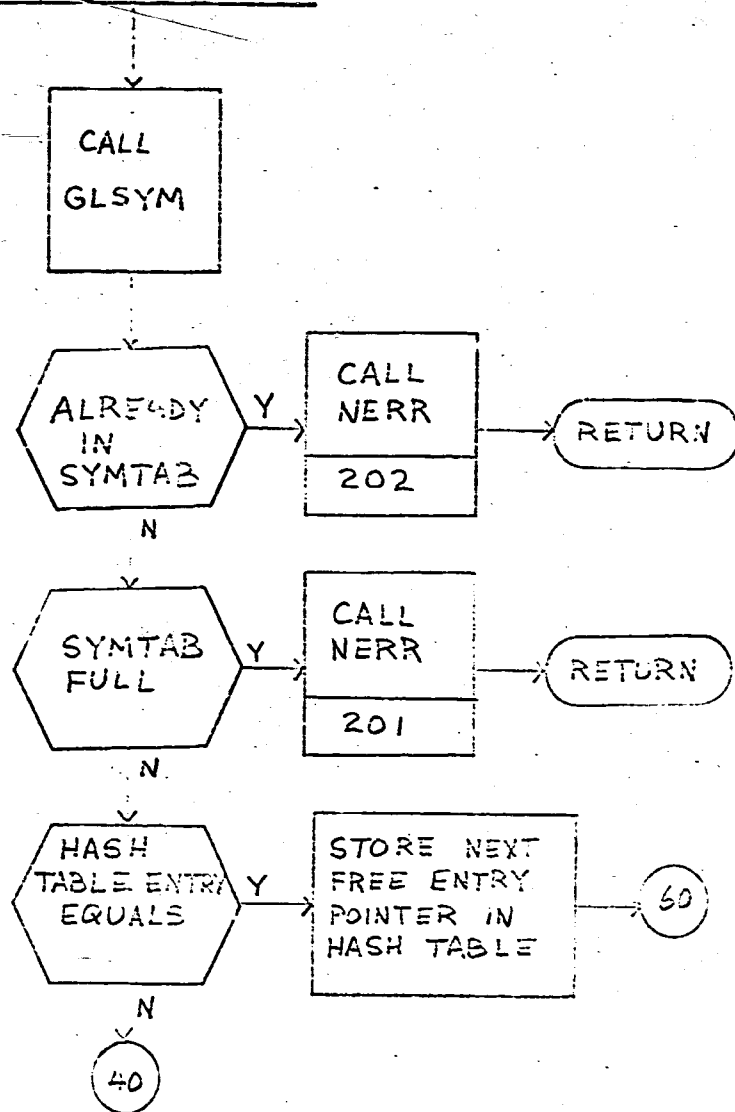 CALL
GLSYM
ALREADY
IN
SYMTAB
Y
CALL
NERR
202
RETURN
N
SYMTAB
FULL
Y
CALL
NERR
201
RETURN
N
HASH
TABLE ENTRY
EQUALS
Y
STORE NEXT
FREE ENTRY
POINTER IN
HASH TABLE
60
N
40